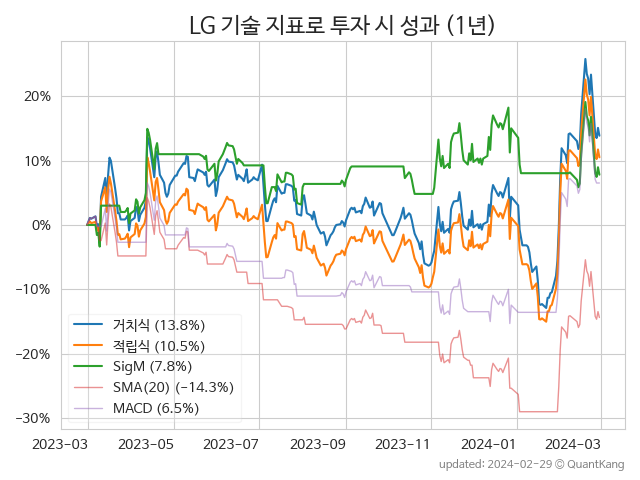 LG 기술 지표로 투자 시 성과 (1년)
20%
10%
0%
−10%
−20%
−30%
거치식 (13.8%)
적립식 (10.5%)
SigM (7.8%)
SMA(20) (−14.3%)
MACD (6.5%)
2023−03 2023−05 2023−07 2023−09 2023−11 2024−01 2024−03
updated: 2024−02−29 © QuantKang